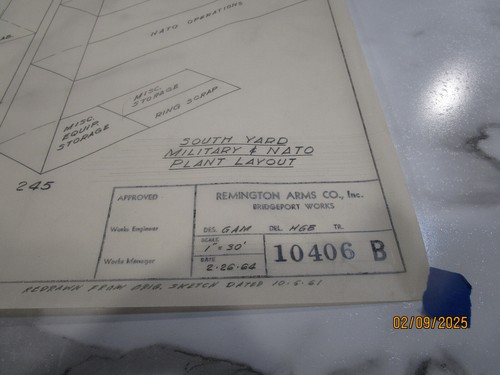 NATO OPERATIONS
MISC.
STORAGE
RING SCRAP
MISC.
EQUIP.
STORAGE
SOUTH YARD
MILITARY & NATO
PLANT LAYOUT
245
APPROVED
Works Engineer
Works Manager
REMINGTON ARMS CO., Inc.
BRIDGEPORT WORKS
DES. GAM DNL. HGB TR.
SCALE
1" = 30'
DATE
2-26-64
10406 B
REDRAWN FROM ORIG. SKETCH DATED 10-5-61
02/09/2025